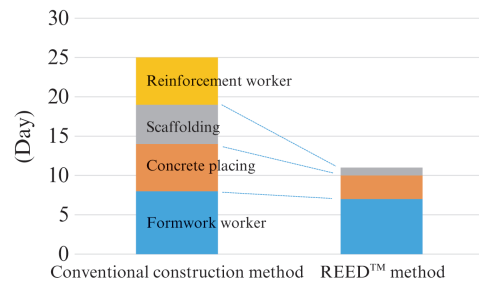 30
25
20
15
10
5
0
(Day)
Reinforcement worker
Scaffolding
Concrete placing
Formwork worker
Conventional construction method REED™ method